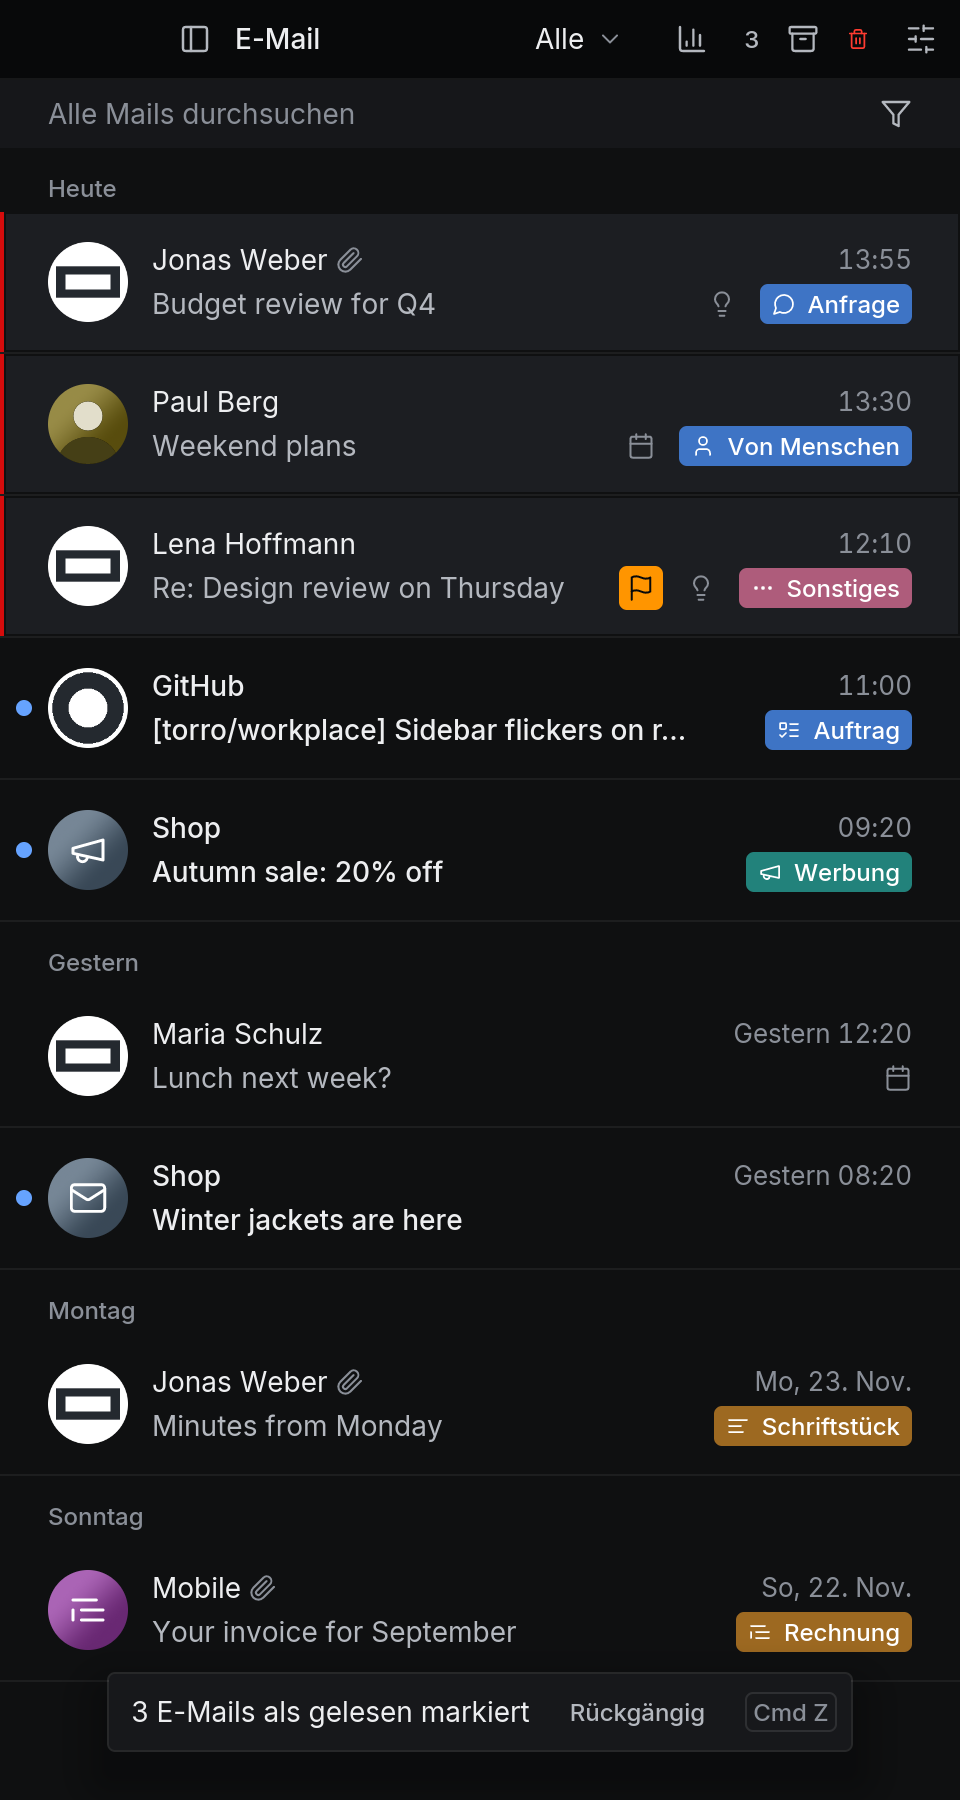 E-Mail
Alle
3
Alle Mails durchsuchen
Heute
Jonas Weber
13:55
Budget review for Q4
Anfrage
Paul Berg
13:30
Weekend plans
Von Menschen
Lena Hoffmann
12:10
Re: Design review on Thursday
Sonstiges
GitHub
11:00
[torro/workplace] Sidebar flickers on r...
Auftrag
Shop
09:20
Autumn sale: 20% off
Werbung
Gestern
Maria Schulz
Gestern 12:20
Lunch next week?
Shop
Gestern 08:20
Winter jackets are here
Montag
Jonas Weber
Mo, 23. Nov.
Minutes from Monday
Schriftstück
Sonntag
Mobile
So, 22. Nov.
Your invoice for September
Rechnung
3 E-Mails als gelesen markiert
Rückgängig
Cmd Z